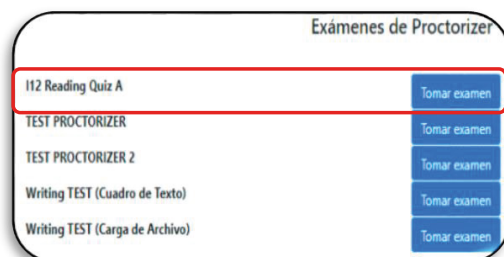 Exámenes de Proctorizer
I12 Reading Quiz A Tomar examen
TEST PROCTORIZER Tomar examen
TEST PROCTORIZER 2 Tomar examen
Writing TEST (Cuadro de Texto) Tomar examen
Writing TEST (Carga de Archivo) Tomar examen